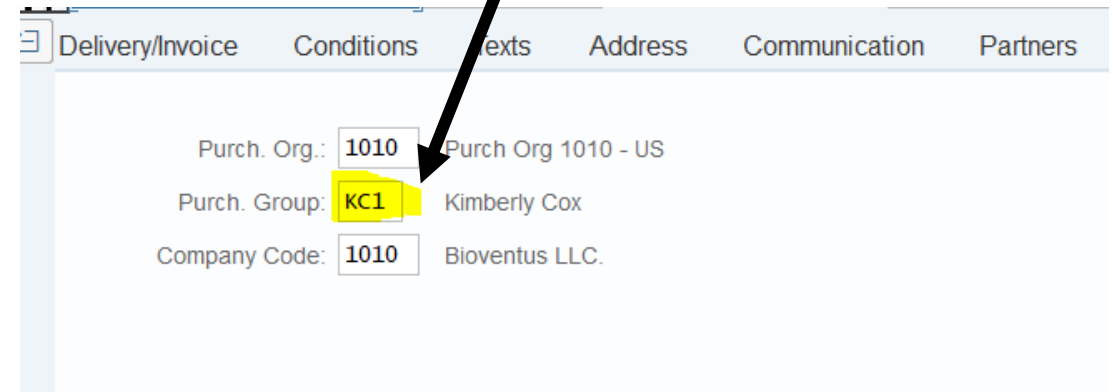 Delivery/Invoice Conditions Texts Address Communication Partners
Purch. Org.: 1010 Purch Org 1010 - US
Purch. Group: KC1 Kimberly Cox
Company Code: 1010 Bioventus LLC.